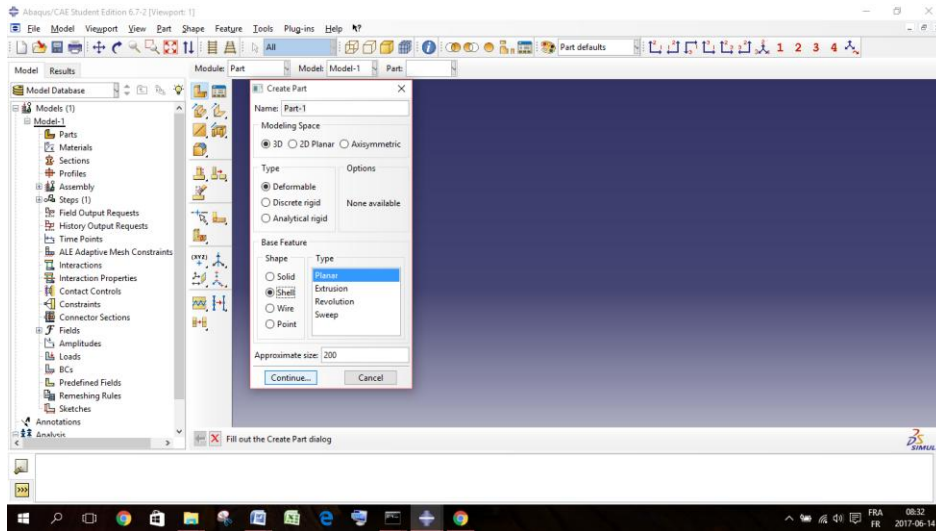 Abaqus/CAE Student Edition 6.7-2 [Viewport: 1]
File Model Viewport View Part Shape Feature Tools Plug-ins Help
All Part defaults 1 2 3 4
Model Results Module: Part Model: Model-1 Part:
Model Database
Models (1)
Model-1
Parts
Materials
Sections
Profiles
Assembly
Steps (1)
Field Output Requests
History Output Requests
Time Points
ALE Adaptive Mesh Constraints
Interactions
Interaction Properties
Contact Controls
Constraints
Connector Sections
Fields
Amplitudes
Loads
BCs
Predefined Fields
Remeshing Rules
Sketches
Annotations
Analysis
(XYZ)
Create Part
Name: Part-1
Modeling Space
3D 2D Planar Axisymmetric
Type Options
Deformable
Discrete rigid None available
Analytical rigid
Base Feature
Shape Type
Solid Planar
Shell Extrusion
Wire Revolution
Point Sweep
Approximate size: 200
Continue... Cancel
Fill out the Create Part dialog
SIMUL
>>>
FRA 08:32
FR 2017-06-14